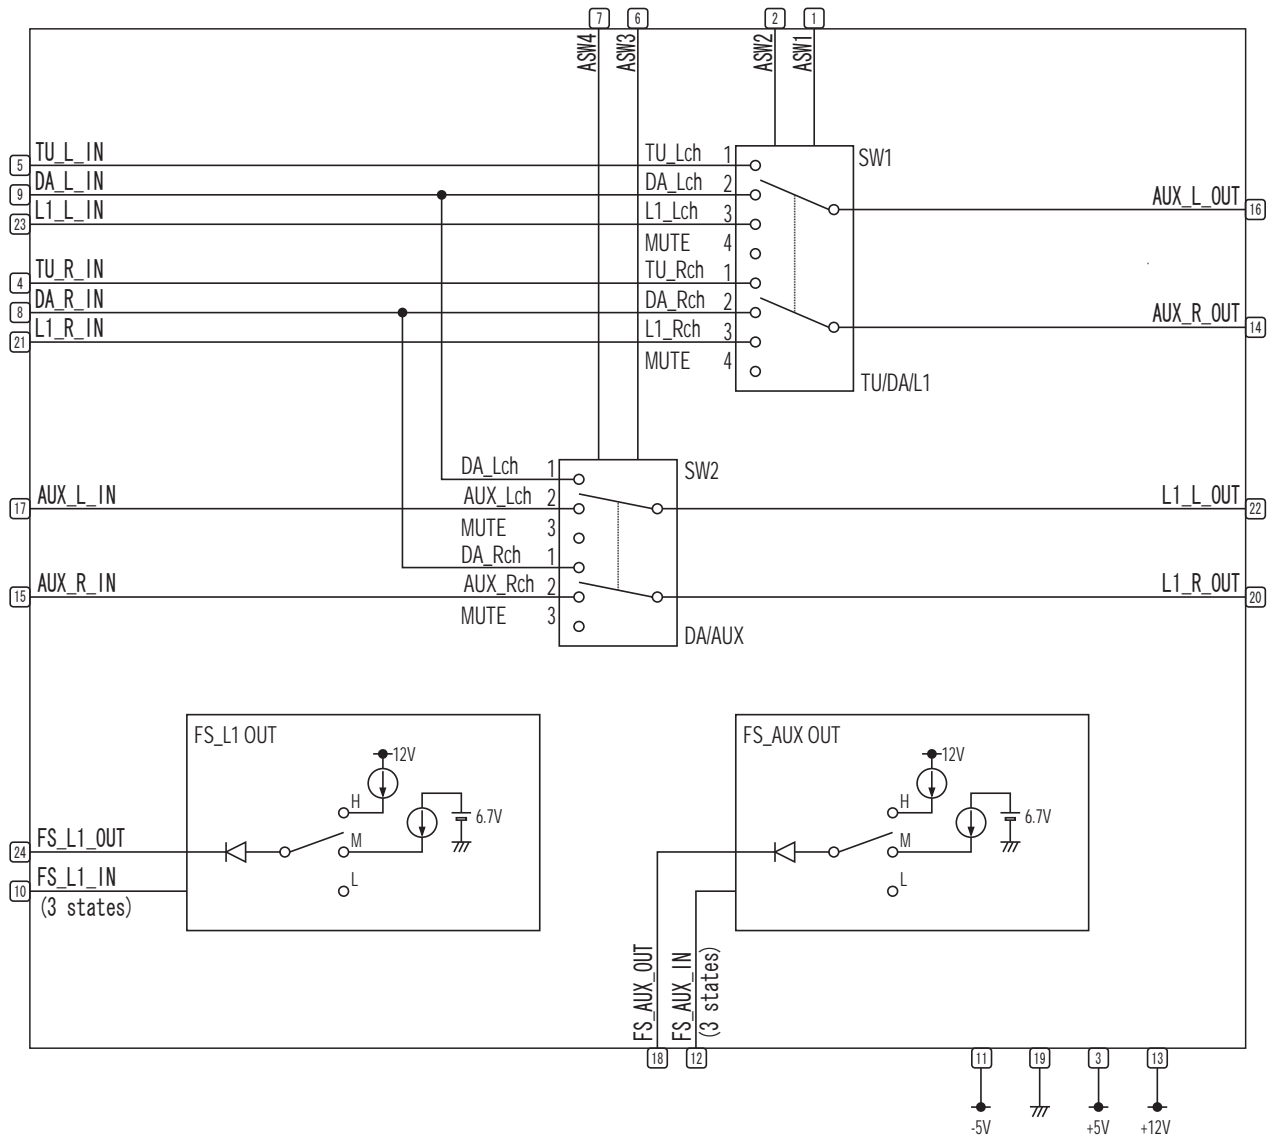 7 6 2 1
ASW4 ASW3 ASW2 ASW1
5 TU_L_IN TU_Lch 1 SW1
9 DA_L_IN DA_Lch 2
23 L1_L_IN L1_Lch 3 AUX_L_OUT 16
MUTE 4
4 TU_R_IN TU_Rch 1
8 DA_R_IN DA_Rch 2
21 L1_R_IN L1_Rch 3 AUX_R_OUT 14
MUTE 4
TU/DA/L1
DA_Lch 1 SW2
17 AUX_L_IN AUX_Lch 2 L1_L_OUT 22
MUTE 3
DA_Rch 1
15 AUX_R_IN AUX_Rch 2 L1_R_OUT 20
MUTE 3
DA/AUX
FS_L1 OUT
12V
H
6.7V
M
L
24 FS_L1_OUT
10 FS_L1_IN
(3 states)
FS_AUX OUT
12V
H
6.7V
M
L
FS_AUX_OUT
FS_AUX_IN
(3 states)
18 12 11 19 3 13
-5V +5V +12V